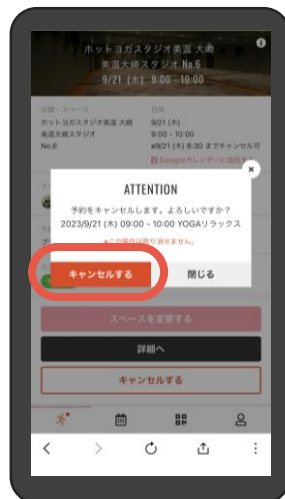 ホットヨガスタジオ美温 大崎
美温大崎スタジオ No.6
9/21 (木) 9:00 - 10:00
店舗・スペース
日時
ホットヨガスタジオ美温 大崎
美温大崎スタジオ
No.6
9/21 (木)
9:00 - 10:00
※9/21 (木) 8:30 までキャンセル可
Googleカレンダーに追加する
ATTENTION
予約をキャンセルします。よろしいですか？
2023/9/21 (木) 09:00 - 10:00 YOGAリラックス
※この操作は取り消せません。
キャンセルする
閉じる
スペースを変更する
詳細へ
キャンセルする